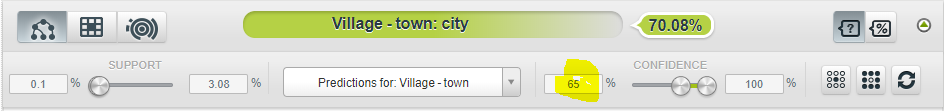 Village - town: city
70.08%
? %
SUPPORT
CONFIDENCE
0.1 % 3.08 % Predictions for: Village - town 65 % 100 %